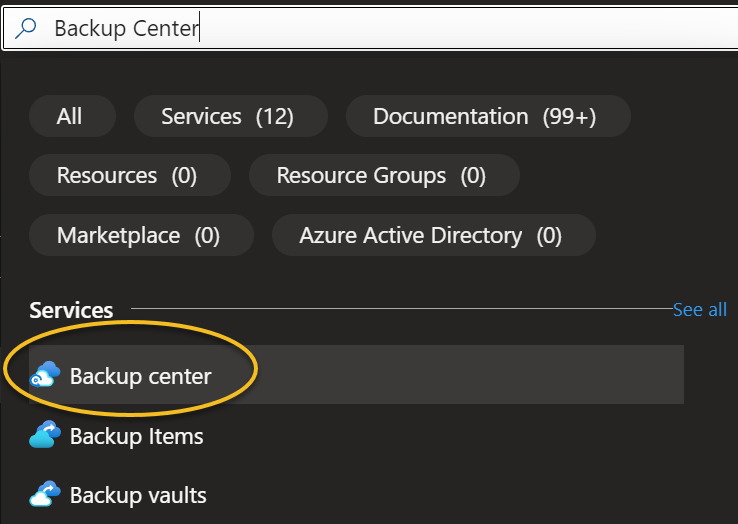 Backup Center
All Services (12) Documentation (99+)
Resources (0) Resource Groups (0)
Marketplace (0) Azure Active Directory (0)
Services See all
Backup center
Backup Items
Backup vaults